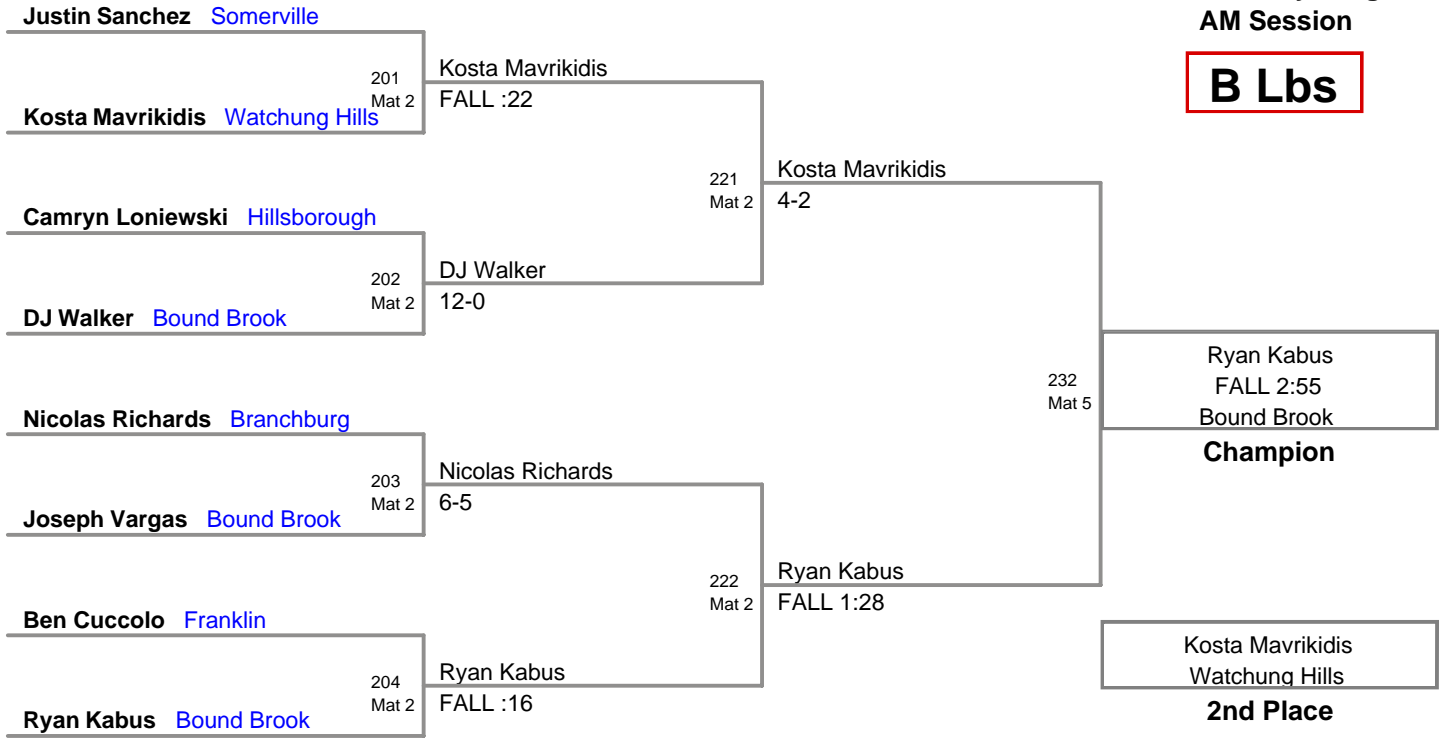 Justin Sanchez Somerville
AM Session
B Lbs
201
Mat 2
Kosta Mavrikidis
FALL :22
Kosta Mavrikidis Watchung Hills
221
Mat 2
Kosta Mavrikidis
4-2
Camryn Loniewski Hillsborough
202
Mat 2
DJ Walker
12-0
DJ Walker Bound Brook
232
Mat 5
Ryan Kabus
FALL 2:55
Bound Brook
Champion
Nicolas Richards Branchburg
203
Mat 2
Nicolas Richards
6-5
Joseph Vargas Bound Brook
222
Mat 2
Ryan Kabus
FALL 1:28
Ben Cuccolo Franklin
204
Mat 2
Ryan Kabus
FALL :16
Ryan Kabus Bound Brook
Kosta Mavrikidis
Watchung Hills
2nd Place